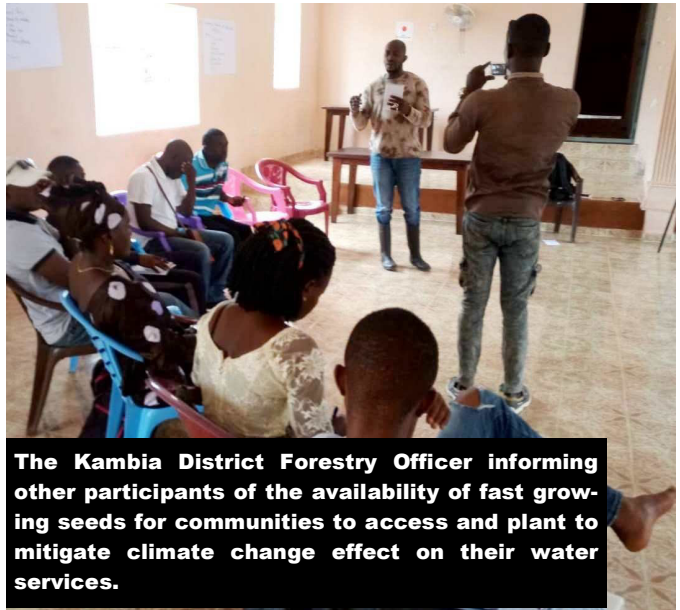 The Kambia District Forestry Officer informing
other participants of the availability of fast grow-
ing seeds for communities to access and plant to
mitigate climate change effect on their water
services.